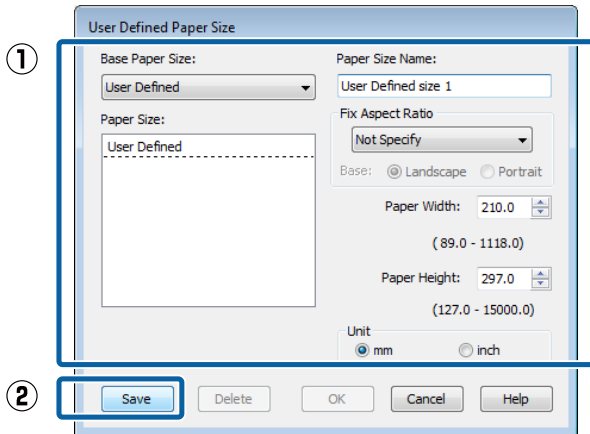 User Defined Paper Size
①
Base Paper Size:
User Defined
Paper Size:
User Defined
Paper Size Name:
User Defined size 1
Fix Aspect Ratio
Not Specify
Base: Landscape Portrait
Paper Width: 210.0
( 89.0 - 1118.0)
Paper Height: 297.0
(127.0 - 15000.0)
Unit
mm inch
②
Save Delete OK Cancel Help